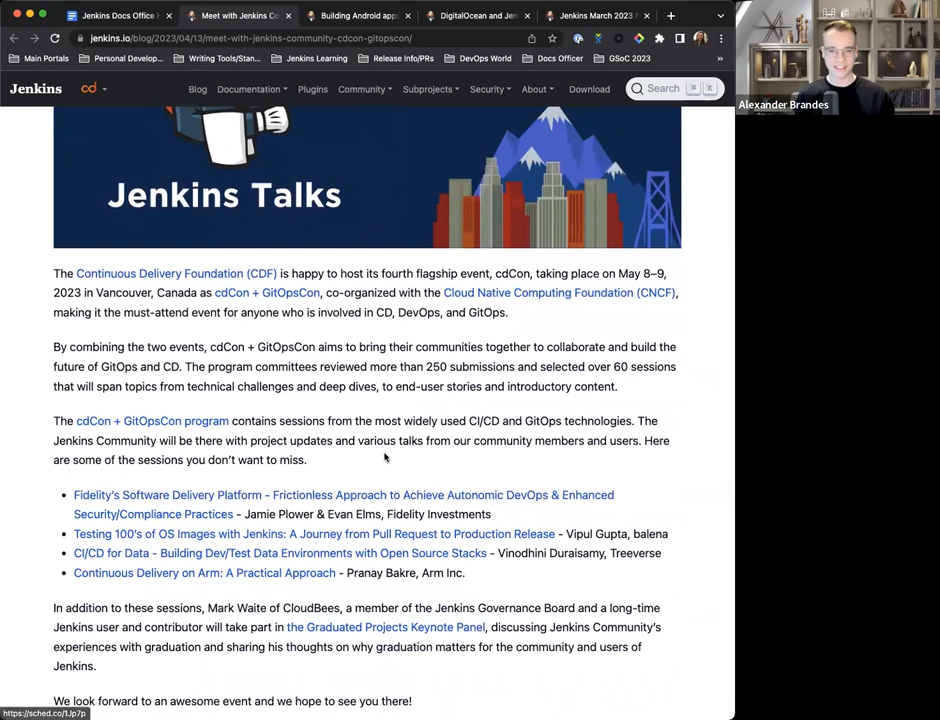 Jenkins Docs Office H
Meet with Jenkins Co
Building Android app
DigitalOcean and Jen
Jenkins March 2023 N
jenkins.io/blog/2023/04/13/meet-with-jenkins-community-cdcon-gitopscon/
Main Portals
Personal Develop...
Writing Tools/Stan...
Jenkins Learning
Release Info/PRs
DevOps World
Docs Officer
GSoC 2023
»
Jenkins
cd
Blog
Documentation
Plugins
Community
Subprojects
Security
About
Download
Search ⌘ K
Alexander Brandes
Jenkins Talks
The Continuous Delivery Foundation (CDF) is happy to host its fourth flagship event, cdCon, taking place on May 8–9,
2023 in Vancouver, Canada as cdCon + GitOpsCon, co-organized with the Cloud Native Computing Foundation (CNCF),
making it the must-attend event for anyone who is involved in CD, DevOps, and GitOps.
By combining the two events, cdCon + GitOpsCon aims to bring their communities together to collaborate and build the
future of GitOps and CD. The program committees reviewed more than 250 submissions and selected over 60 sessions
that will span topics from technical challenges and deep dives, to end-user stories and introductory content.
The cdCon + GitOpsCon program contains sessions from the most widely used CI/CD and GitOps technologies. The
Jenkins Community will be there with project updates and various talks from our community members and users. Here
are some of the sessions you don't want to miss.
• Fidelity's Software Delivery Platform - Frictionless Approach to Achieve Autonomic DevOps & Enhanced
Security/Compliance Practices - Jamie Plower & Evan Elms, Fidelity Investments
• Testing 100's of OS Images with Jenkins: A Journey from Pull Request to Production Release - Vipul Gupta, balena
• CI/CD for Data - Building Dev/Test Data Environments with Open Source Stacks - Vinodhini Duraisamy, Treeverse
• Continuous Delivery on Arm: A Practical Approach - Pranay Bakre, Arm Inc.
In addition to these sessions, Mark Waite of CloudBees, a member of the Jenkins Governance Board and a long-time
Jenkins user and contributor will take part in the Graduated Projects Keynote Panel, discussing Jenkins Community's
experiences with graduation and sharing his thoughts on why graduation matters for the community and users of
Jenkins.
We look forward to an awesome event and we hope to see you there!
https://sched.co/1Jp7p